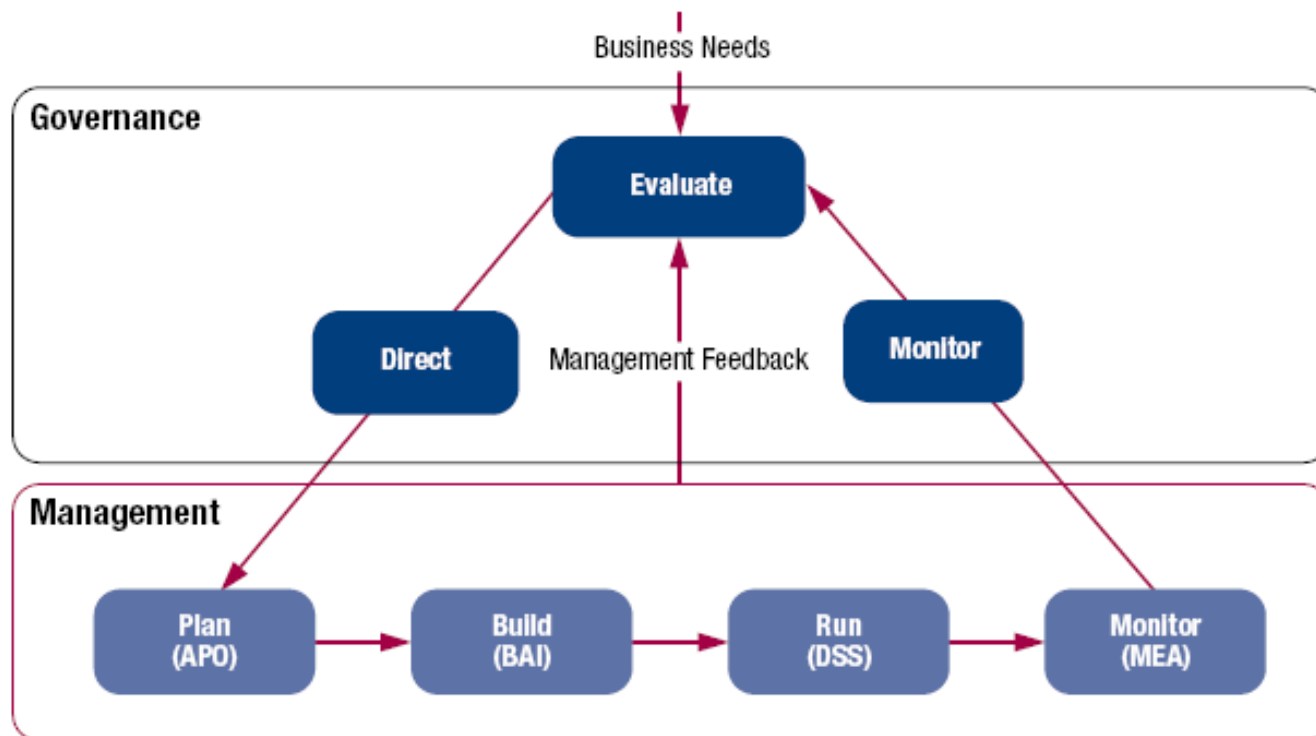 Business Needs
Governance
Evaluate
Direct
Management Feedback
Monitor
Management
Plan
(APO)
Build
(BAI)
Run
(DSS)
Monitor
(MEA)